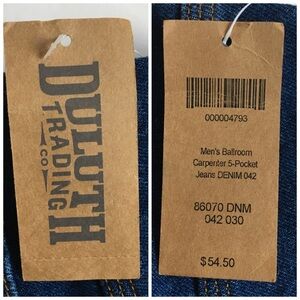 DULUTH
TRADING
CO
000004793
Men's Ballroom
Carpenter 5-Pocket
Jeans DENIM 042
86070 DNM
042 030
$54.50